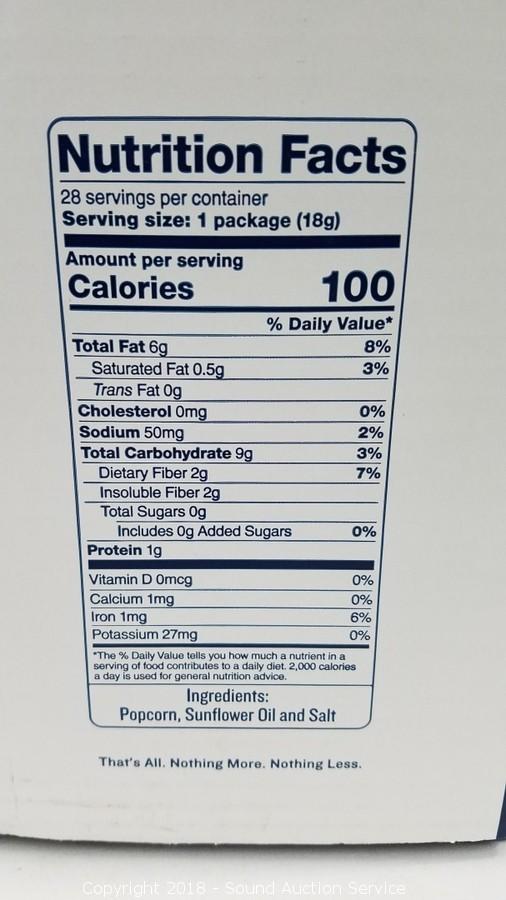 Nutrition Facts
28 servings per container
Serving size: 1 package (18g)
Amount per serving
Calories 100
% Daily Value*
Total Fat 6g 8%
Saturated Fat 0.5g 3%
Trans Fat 0g
Cholesterol 0mg 0%
Sodium 50mg 2%
Total Carbohydrate 9g 3%
Dietary Fiber 2g 7%
Insoluble Fiber 2g
Total Sugars 0g
Includes 0g Added Sugars 0%
Protein 1g
Vitamin D 0mcg 0%
Calcium 1mg 0%
Iron 1mg 6%
Potassium 27mg 0%
*The % Daily Value tells you how much a nutrient in a
serving of food contributes to a daily diet. 2,000 calories
a day is used for general nutrition advice.
Ingredients:
Popcorn, Sunflower Oil and Salt
That's All. Nothing More. Nothing Less.
Copyright 2018 - Sound Auction Service